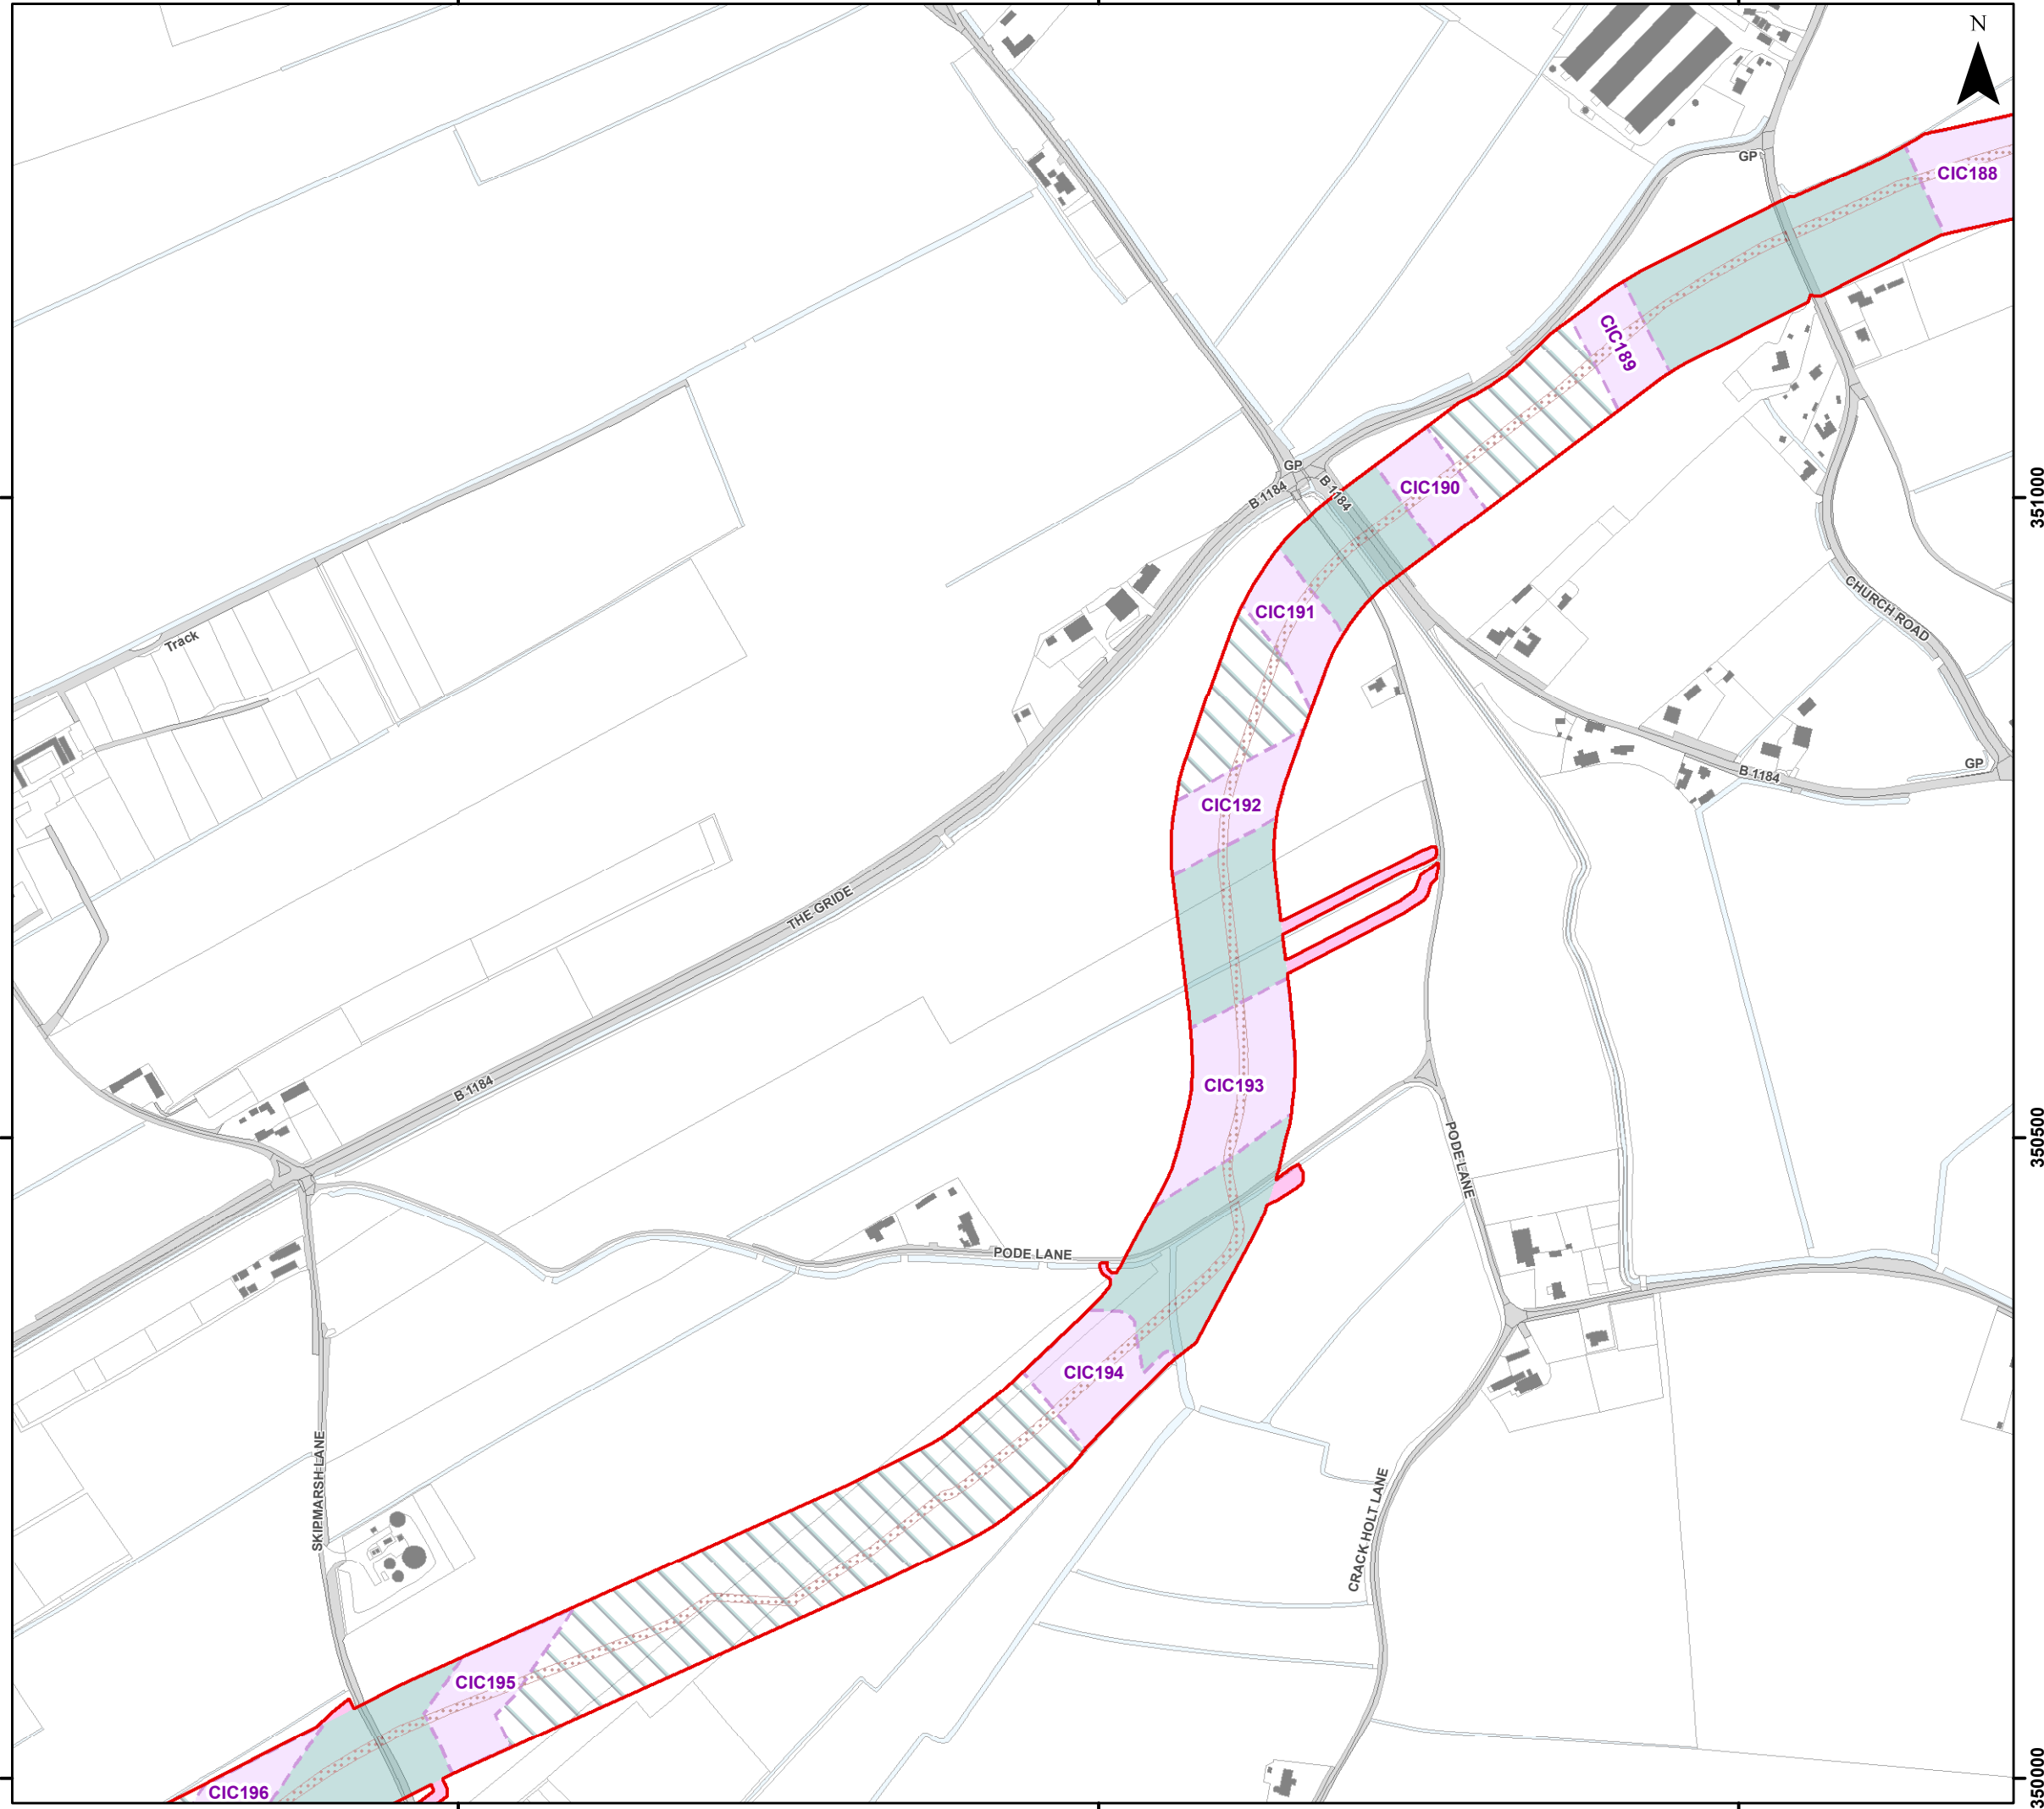 N
GP
CIC188
CIC189
GP
B 1184
B 1184
CIC190
351000
CIC191
CHURCH ROAD
Track
GP
B 1184
CIC192
THE GRIDE
B 1184
CIC193
350500
PODE LANE
PODE LANE
CIC194
SKIPMARSH LANE
CRACK HOLT LANE
CIC195
CIC196
350000